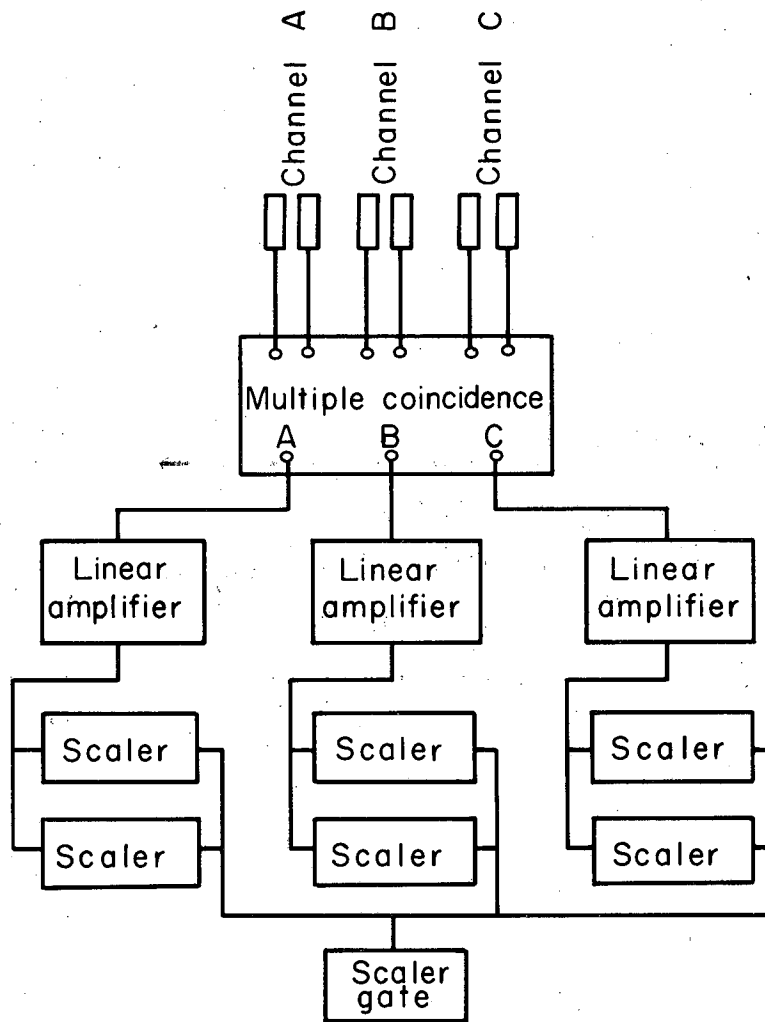 Channel A
Channel B
Channel C
Multiple coincidence
A B C
Linear
amplifier
Linear
amplifier
Linear
amplifier
Scaler
Scaler
Scaler
Scaler
Scaler
Scaler
Scaler
gate